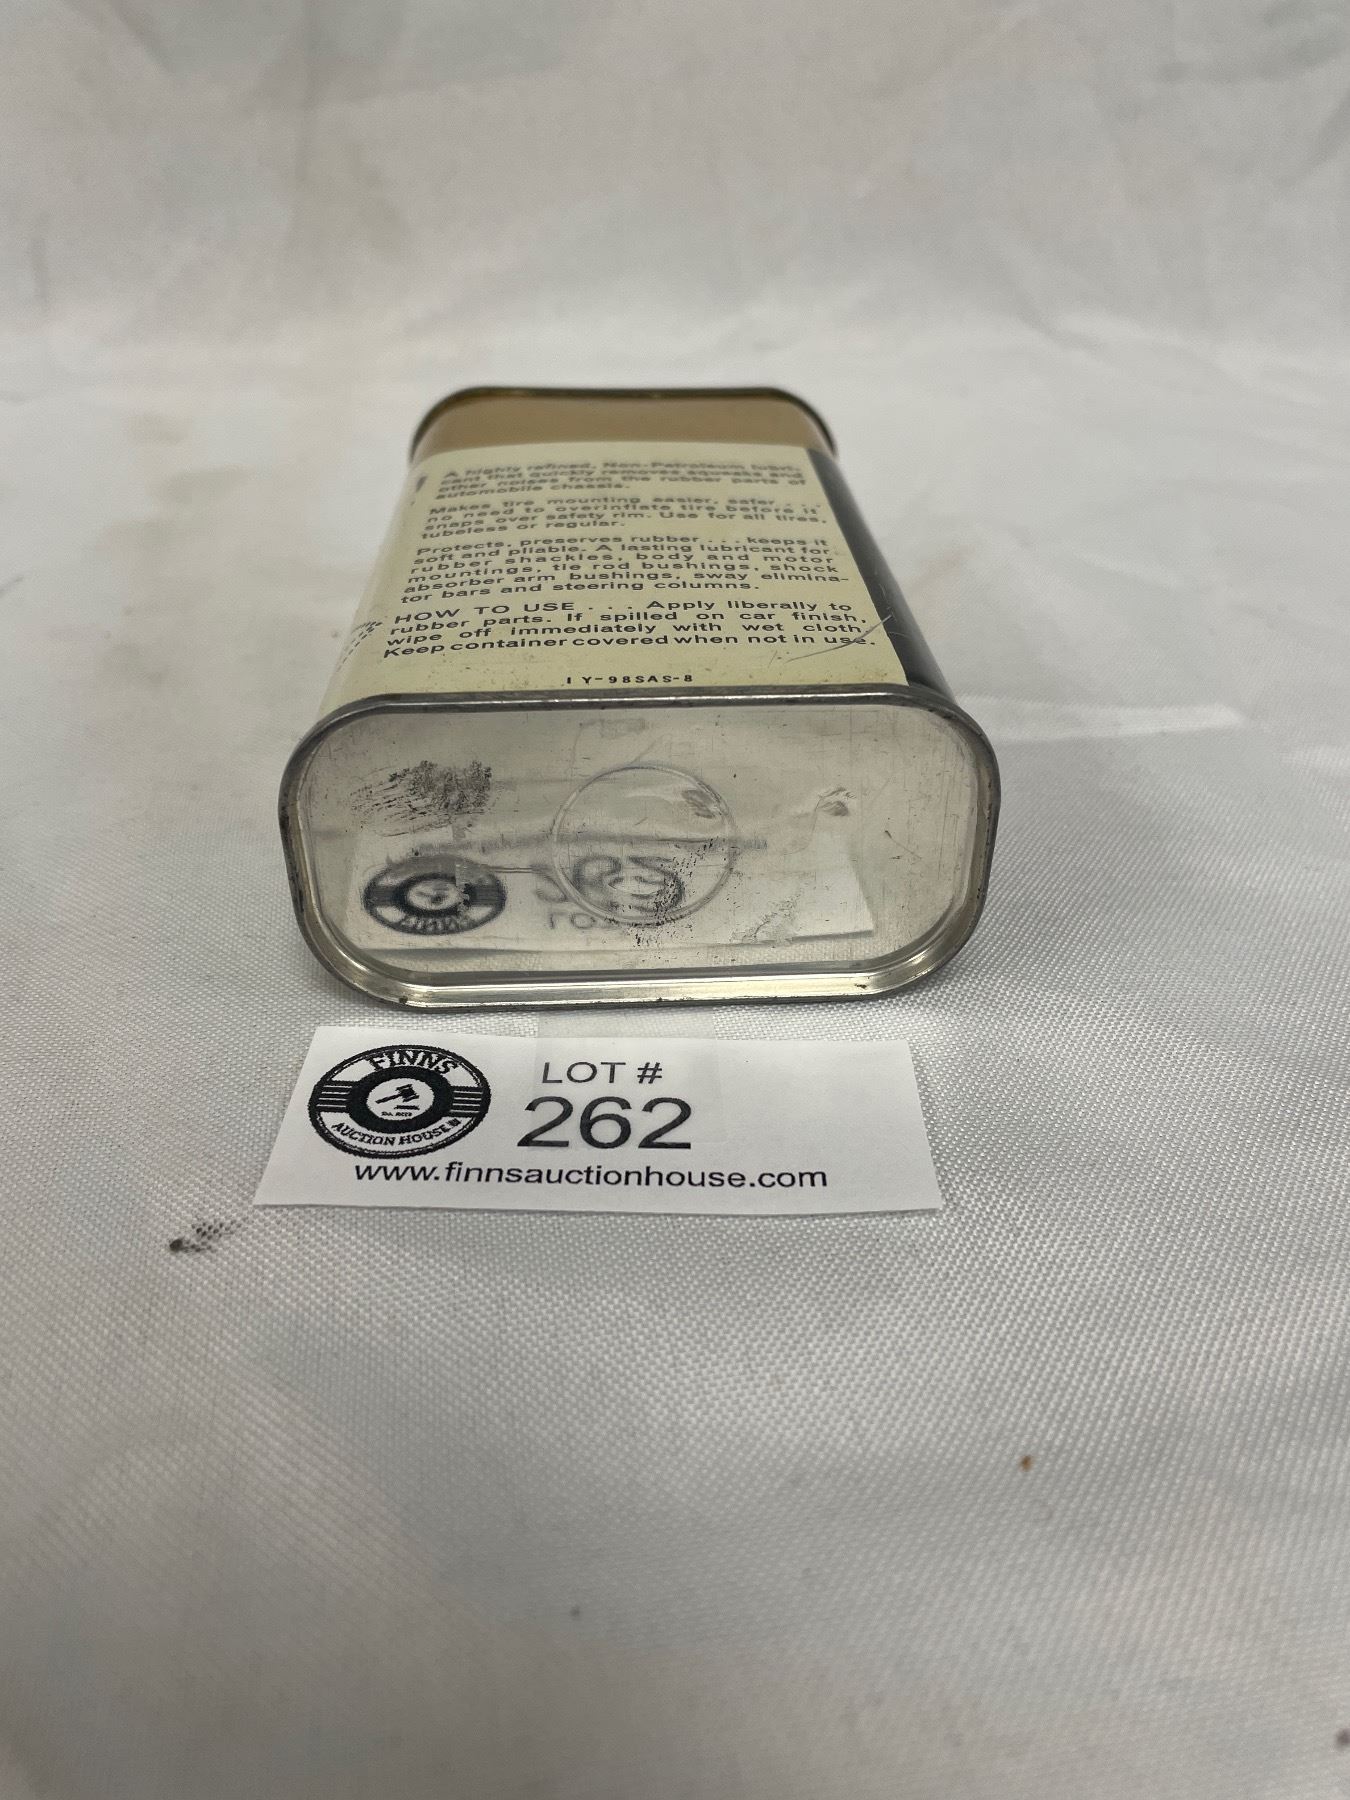 A highly refined, Non-Petroleum lubri-
cant that quickly removes squeaks and
other noises from the rubber parts of
automobile chassis.
Makes tire mounting easier, safer . . .
no need to overinflate tire before it
snaps over safety rim. Use for all tires,
tubeless or regular.
Protects, preserves rubber . . . keeps it
soft and pliable. A lasting lubricant for
rubber shackles, body and motor
mountings, tie rod bushings, shock
absorber arm bushings, sway elimina-
tor bars and steering columns.
HOW TO USE . . . Apply liberally to
rubber parts. If spilled on car finish,
wipe off immediately with wet cloth.
Keep container covered when not in use.
I Y-98SAS-8
FINNS
AUCTION HOUSE
LOT #
262
www.finnsauctionhouse.com